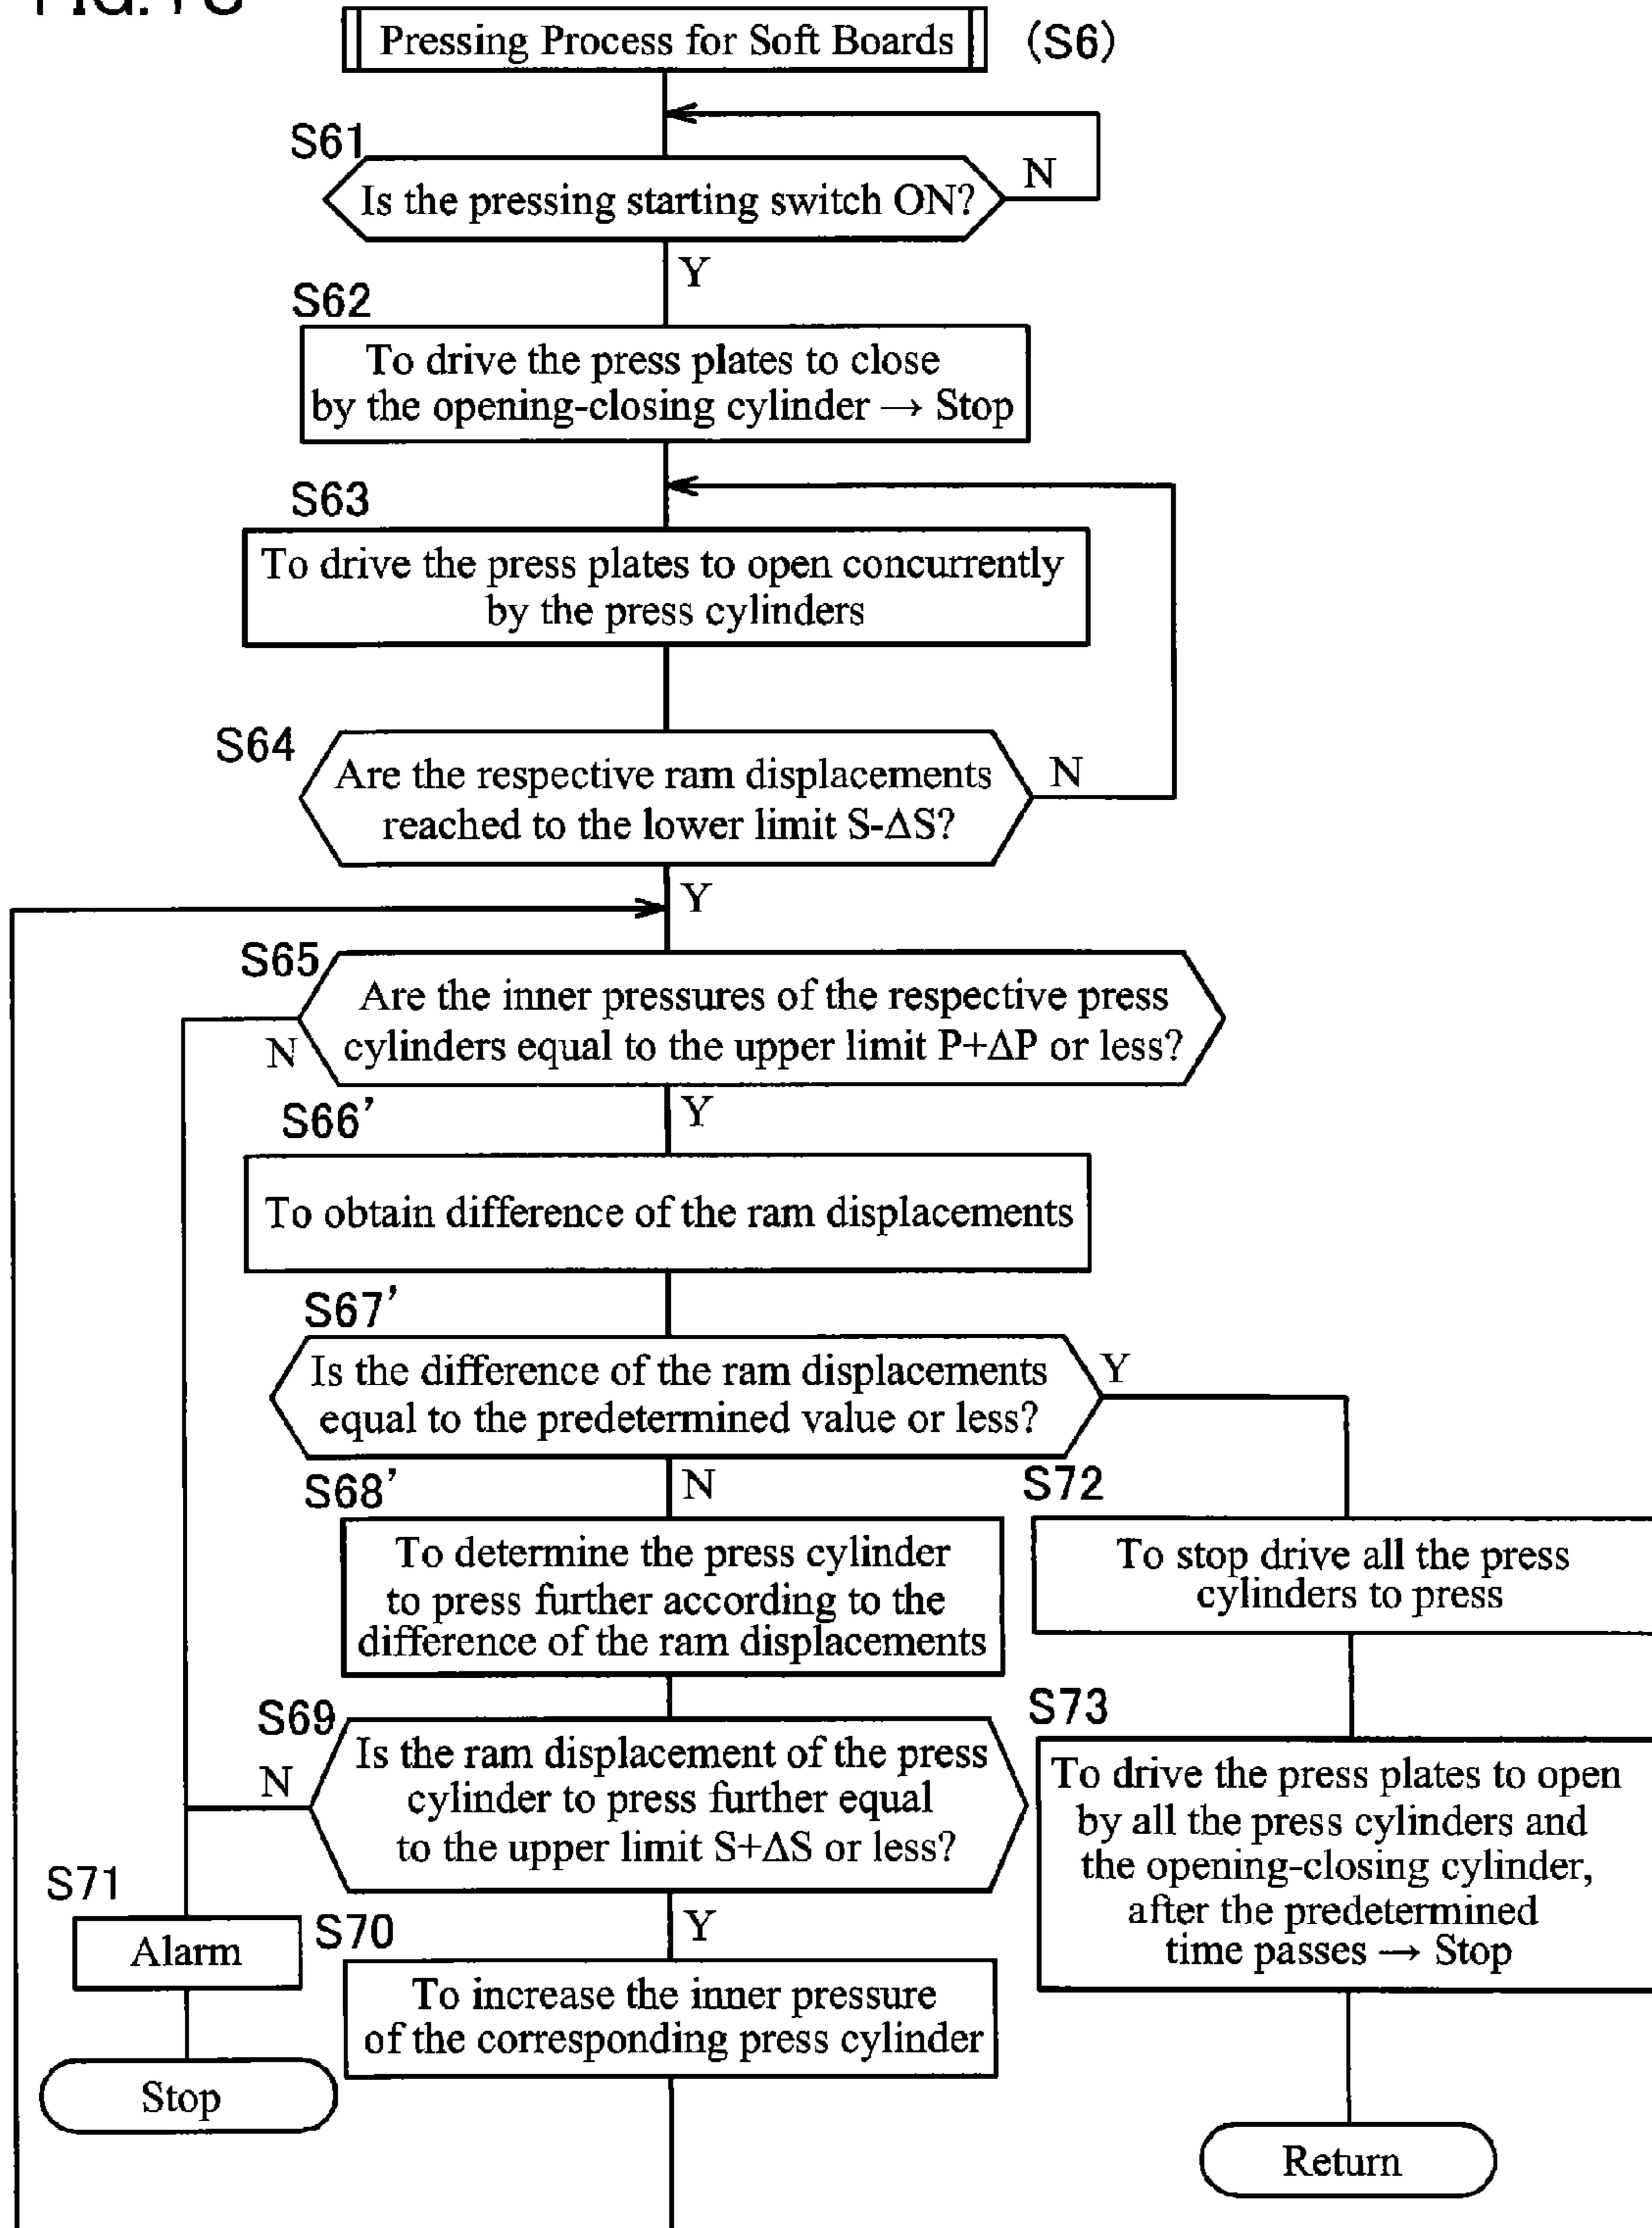 Pressing Process for Soft Boards (S6)
S61
Is the pressing starting switch ON?
N
Y
S62
To drive the press plates to close
by the opening-closing cylinder → Stop
S63
To drive the press plates to open concurrently
by the press cylinders
S64
Are the respective ram displacements
reached to the lower limit S-ΔS?
N
Y
S65
Are the inner pressures of the respective press
cylinders equal to the upper limit P+ΔP or less?
N
Y
S66'
To obtain difference of the ram displacements
S67'
Is the difference of the ram displacements
equal to the predetermined value or less?
Y
N
S68'
To determine the press cylinder
to press further according to the
difference of the ram displacements
S72
To stop drive all the press
cylinders to press
S69
Is the ram displacement of the press
cylinder to press further equal
to the upper limit S+ΔS or less?
N
Y
S73
To drive the press plates to open
by all the press cylinders and
the opening-closing cylinder,
after the predetermined
time passes → Stop
S71
Alarm
S70
To increase the inner pressure
of the corresponding press cylinder
Stop
Return